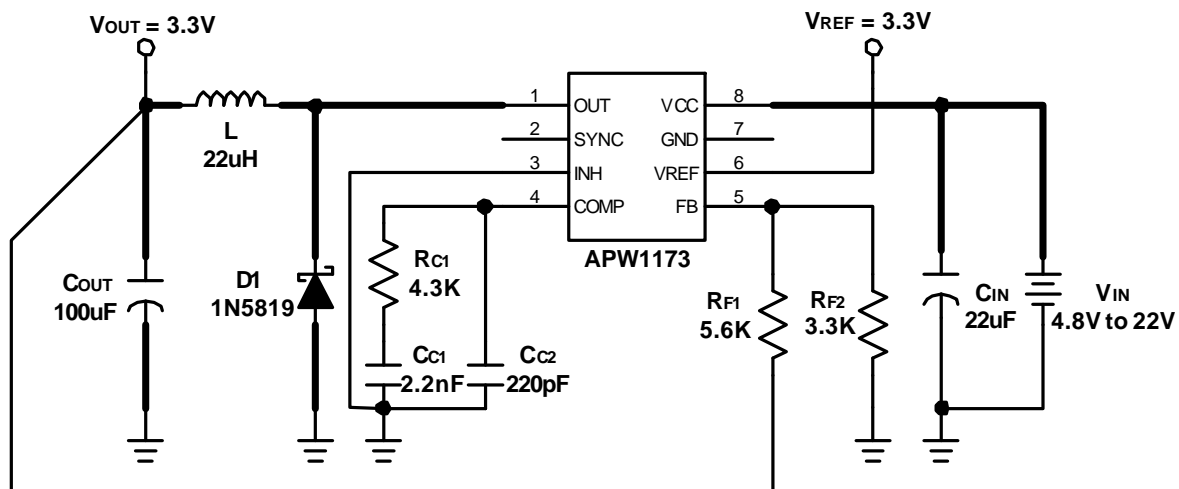 VOUT = 3.3V
VREF = 3.3V
1 OUT
VCC 8
2 SYNC
GND 7
3 INH
VREF 6
4 COMP
FB 5
APW1173
L
22uH
COUT
100uF
D1
1N5819
RC1
4.3K
CC1
2.2nF
CC2
220pF
RF1
5.6K
RF2
3.3K
CIN
22uF
VIN
4.8V to 22V